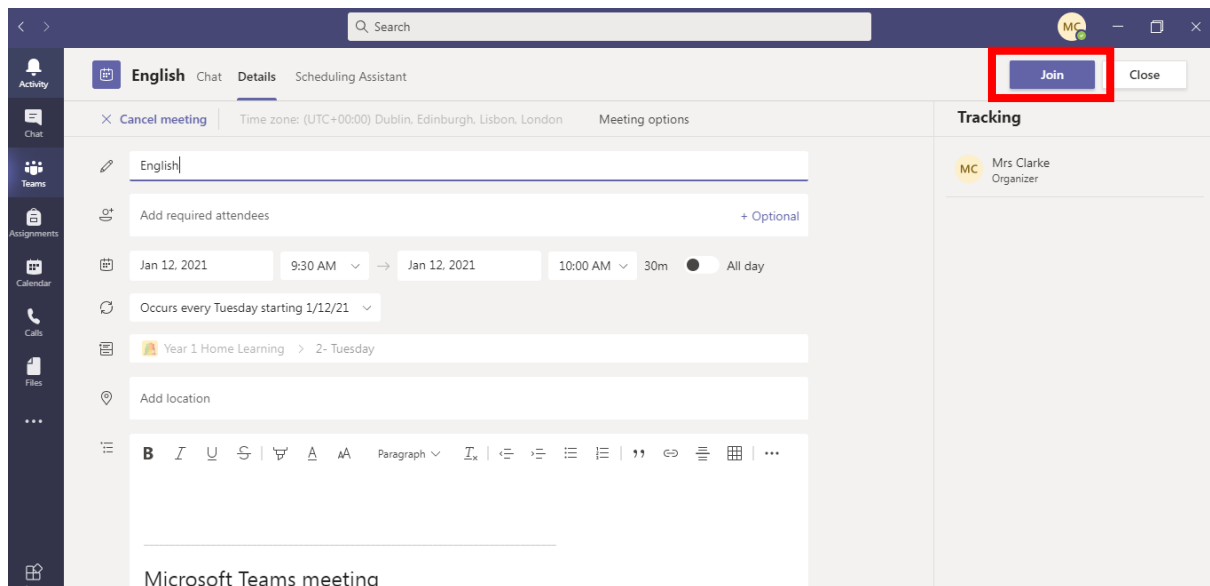 Search
MC
Activity
Chat
Teams
Assignments
Calendar
Calls
Files
English Chat Details Scheduling Assistant
Join
Close
Cancel meeting
Time zone: (UTC+00:00) Dublin, Edinburgh, Lisbon, London
Meeting options
Tracking
MC
Mrs Clarke
Organizer
English
Add required attendees
+ Optional
Jan 12, 2021 9:30 AM → Jan 12, 2021 10:00 AM 30m All day
Occurs every Tuesday starting 1/12/21
Year 1 Home Learning > 2- Tuesday
Add location
B I U S A AA Paragraph Tx
Microsoft Teams meeting